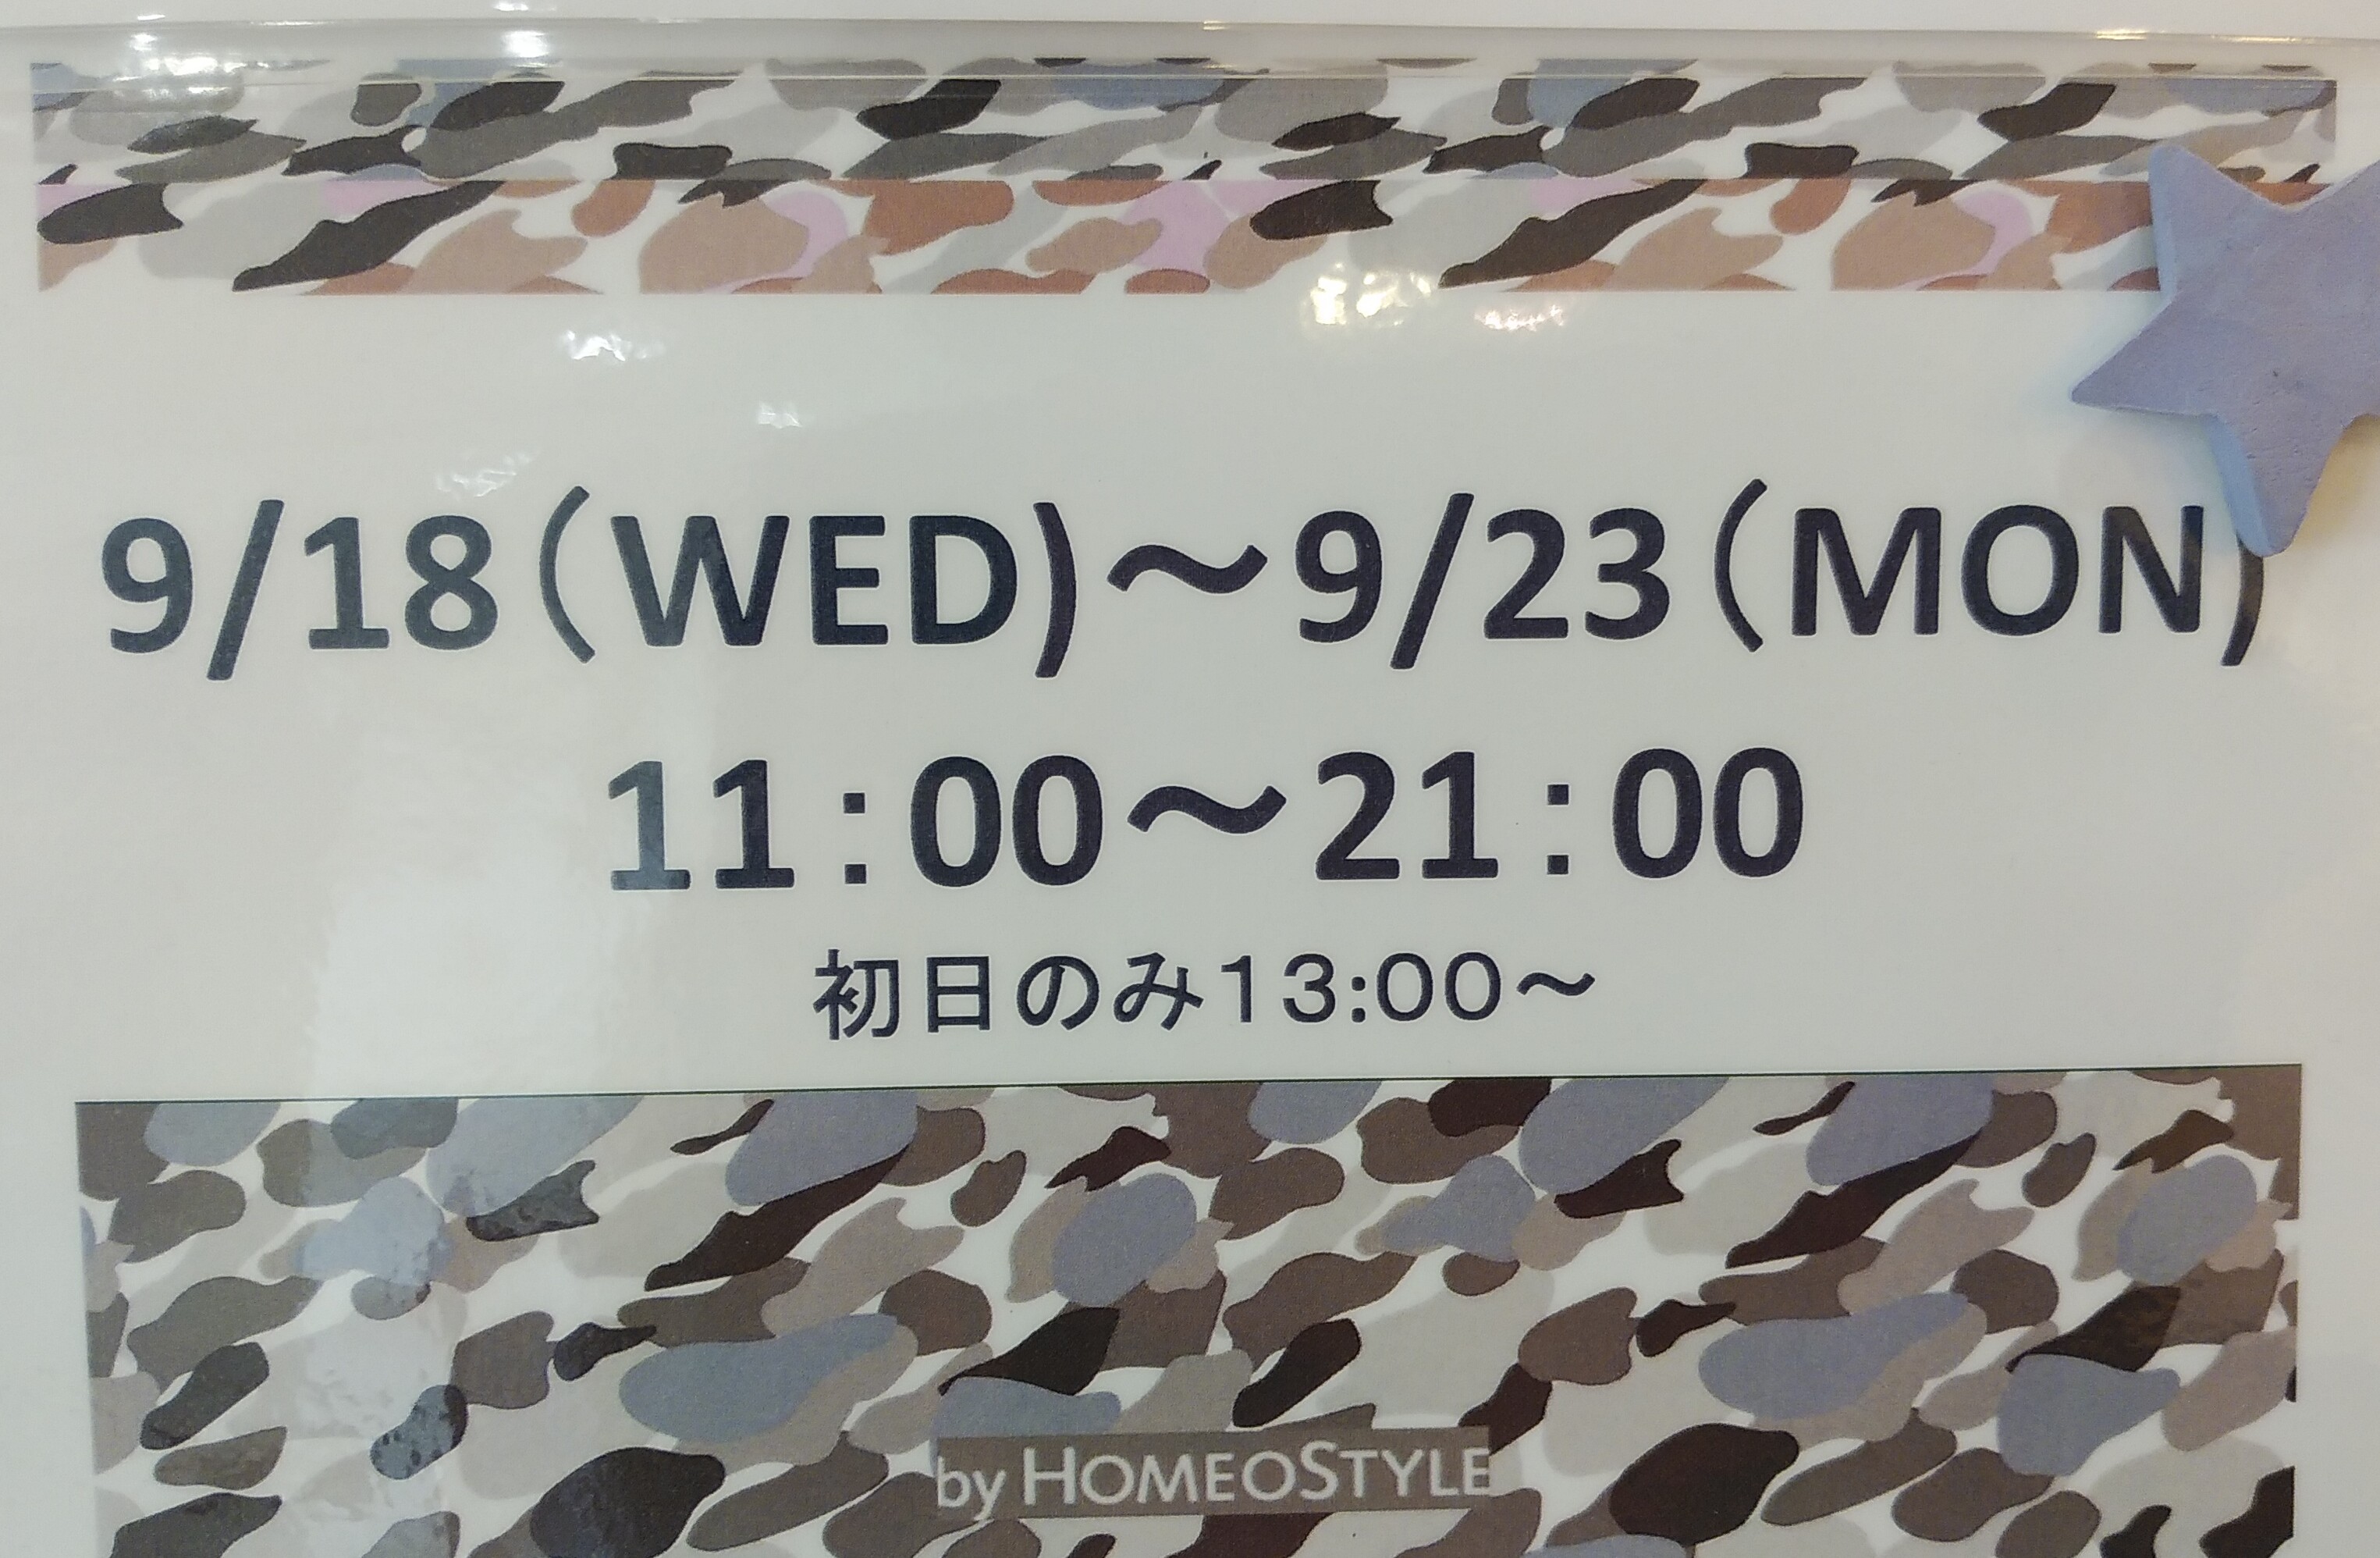 9/18(WED)～9/23(MON)
11:00～21:00
初日のみ13:00～
by HOMEOSTYLE